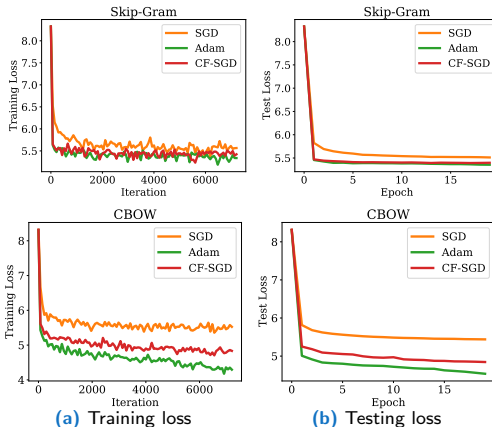 Skip-Gram
8.0
7.5
7.0
6.5
6.0
5.5
Training Loss
0
2000
4000
6000
Iteration
SGD
Adam
CF-SGD
Skip-Gram
8.0
7.5
7.0
6.5
6.0
5.5
Test Loss
0
5
10
15
Epoch
SGD
Adam
CF-SGD
CBOW
8
7
6
5
4
Training Loss
0
2000
4000
6000
Iteration
SGD
Adam
CF-SGD
CBOW
8
7
6
5
Test Loss
0
5
10
15
Epoch
SGD
Adam
CF-SGD
(a) Training loss
(b) Testing loss